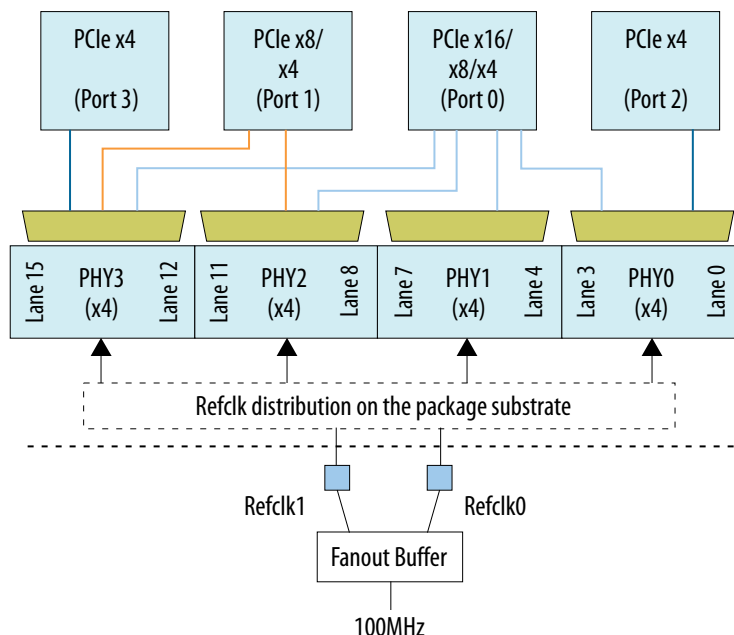 PCIe x4
(Port 3)
PCIe x8/
x4
(Port 1)
PCIe x16/
x8/x4
(Port 0)
PCIe x4
(Port 2)
Lane 15
PHY3
(x4)
Lane 12
Lane 11
PHY2
(x4)
Lane 8
Lane 7
PHY1
(x4)
Lane 4
Lane 3
PHY0
(x4)
Lane 0
Refclk distribution on the package substrate
Refclk1
Refclk0
Fanout Buffer
100MHz